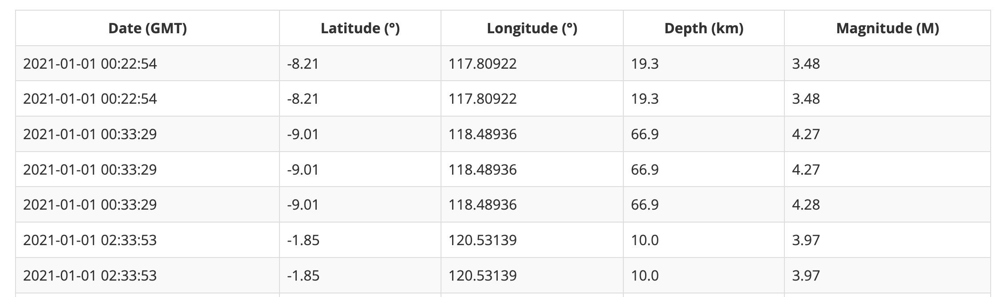 Date (GMT) Latitude (°) Longitude (°) Depth (km) Magnitude (M)
2021-01-01 00:22:54 -8.21 117.80922 19.3 3.48
2021-01-01 00:22:54 -8.21 117.80922 19.3 3.48
2021-01-01 00:33:29 -9.01 118.48936 66.9 4.27
2021-01-01 00:33:29 -9.01 118.48936 66.9 4.27
2021-01-01 00:33:29 -9.01 118.48936 66.9 4.28
2021-01-01 02:33:53 -1.85 120.53139 10.0 3.97
2021-01-01 02:33:53 -1.85 120.53139 10.0 3.97